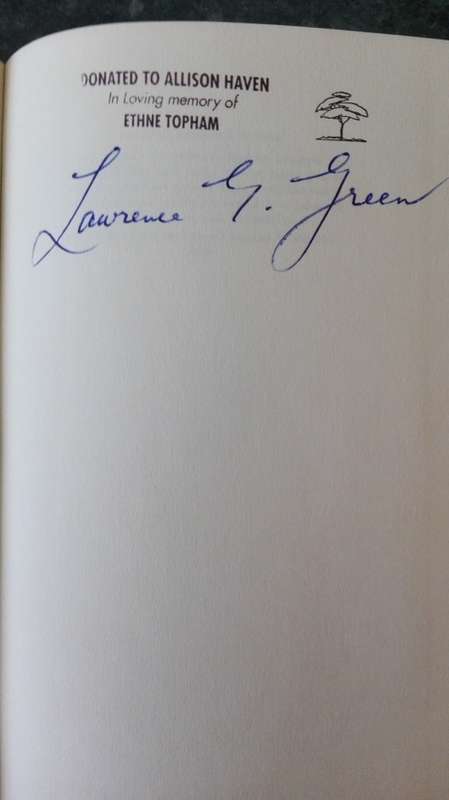 DONATED TO ALLISON HAVEN
In Loving memory of
ETHNE TOPHAM
Lawrence G. Green